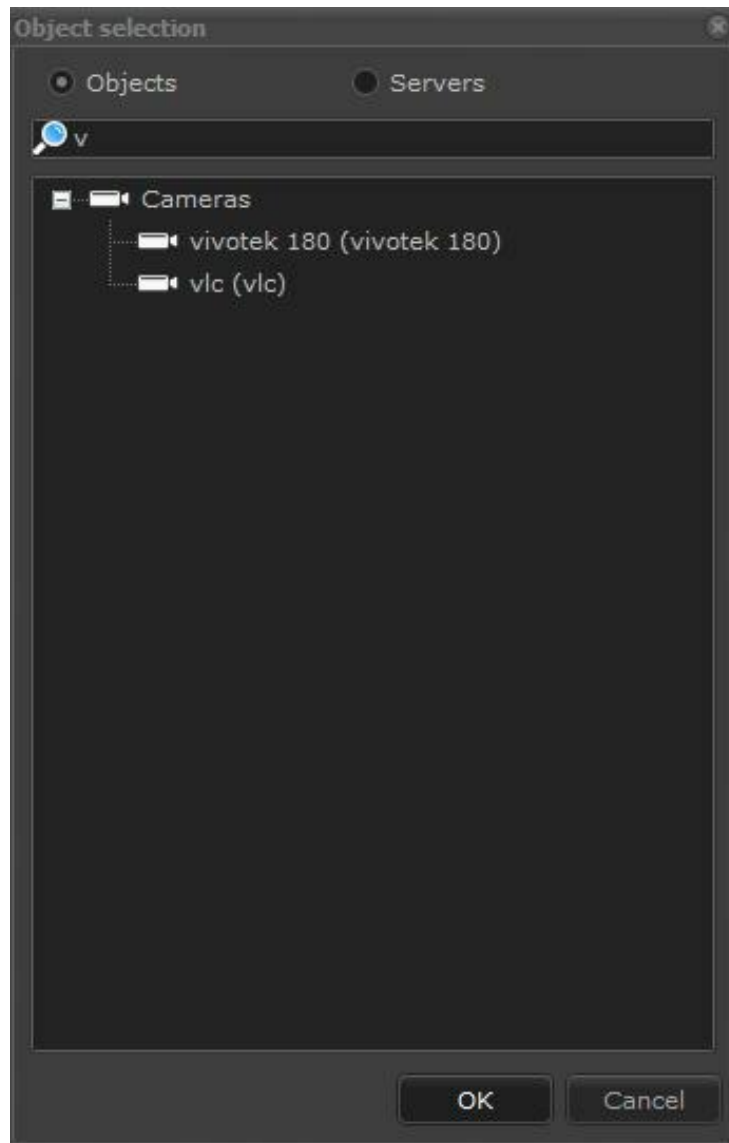 Object selection
Objects Servers
v
Cameras
vivotek 180 (vivotek 180)
vlc (vlc)
OK Cancel